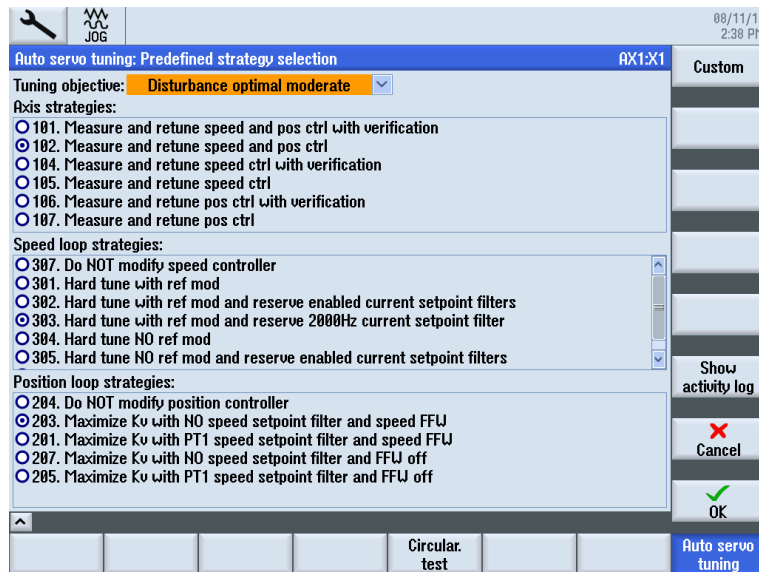 JOG
08/11/1
2:38 PM
Auto servo tuning: Predefined strategy selection AX1:X1
Custom
Tuning objective: Disturbance optimal moderate
Axis strategies:
101. Measure and retune speed and pos ctrl with verification
102. Measure and retune speed and pos ctrl
104. Measure and retune speed ctrl with verification
105. Measure and retune speed ctrl
106. Measure and retune pos ctrl with verification
107. Measure and retune pos ctrl
Speed loop strategies:
307. Do NOT modify speed controller
301. Hard tune with ref mod
302. Hard tune with ref mod and reserve enabled current setpoint filters
303. Hard tune with ref mod and reserve 2000Hz current setpoint filter
304. Hard tune NO ref mod
305. Hard tune NO ref mod and reserve enabled current setpoint filters
Show
activity log
Position loop strategies:
204. Do NOT modify position controller
203. Maximize Kv with NO speed setpoint filter and speed FFW
201. Maximize Kv with PT1 speed setpoint filter and speed FFW
207. Maximize Kv with NO speed setpoint filter and FFW off
205. Maximize Kv with PT1 speed setpoint filter and FFW off
Cancel
OK
Circular.
test
Auto servo
tuning